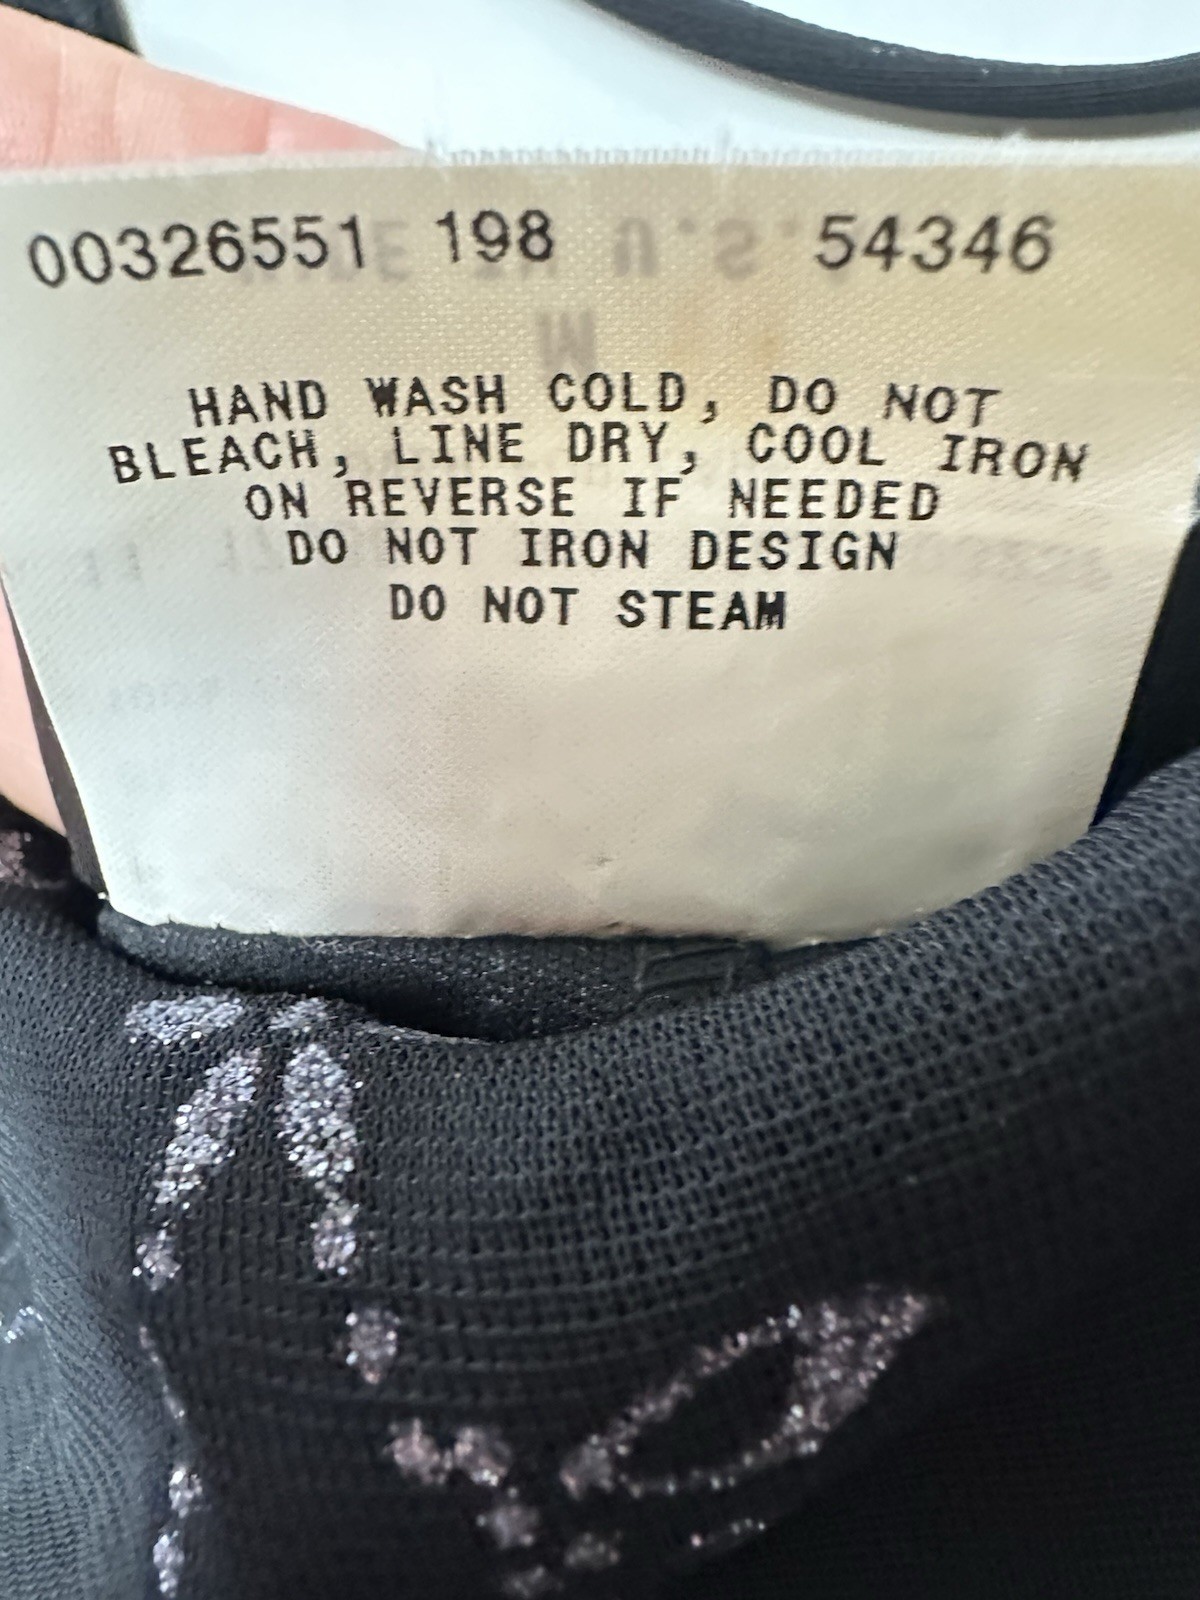 00326551 198 54346
HAND WASH COLD, DO NOT
BLEACH, LINE DRY, COOL IRON
ON REVERSE IF NEEDED
DO NOT IRON DESIGN
DO NOT STEAM